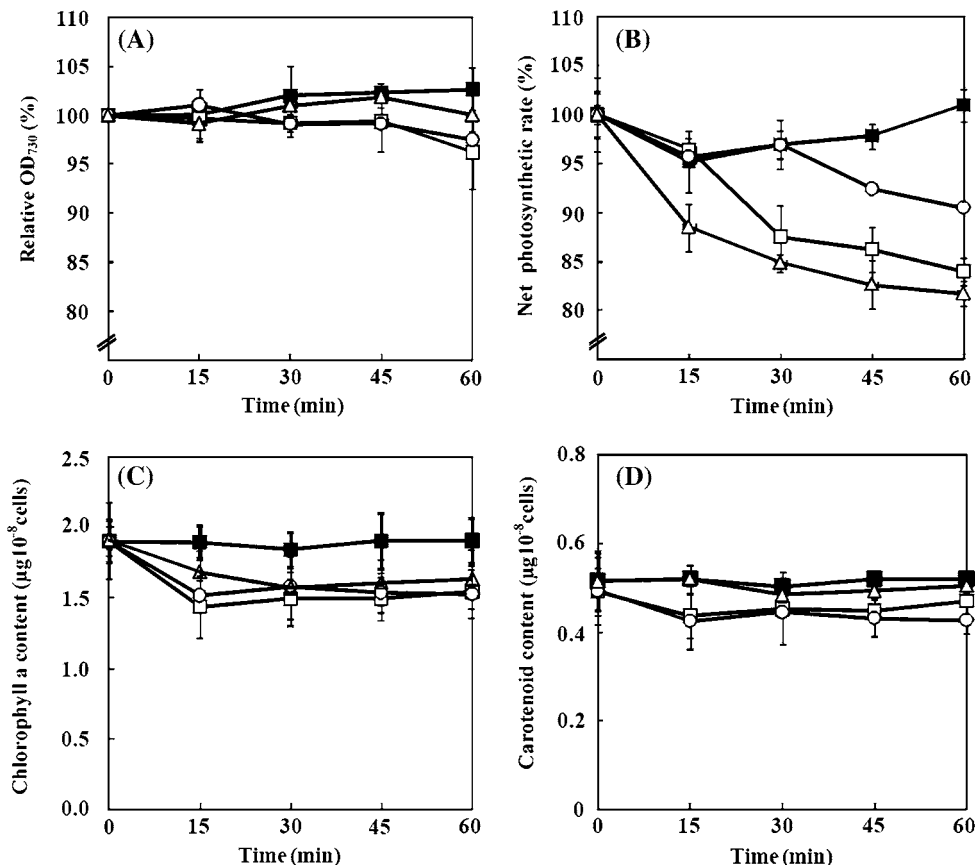 (A)
Relative OD730 (%)
110
105
100
95
90
85
80
0 15 30 45 60
Time (min)
(B)
Net photosynthetic rate (%)
110
105
100
95
90
85
80
0 15 30 45 60
Time (min)
(C)
Chlorophyll a content (µg10-8cells)
2.5
2.0
1.5
1.0
0.5
0.0
0 15 30 45 60
Time (min)
(D)
Carotenoid content (µg10-8cells)
0.8
0.6
0.4
0.2
0
0 15 30 45 60
Time (min)